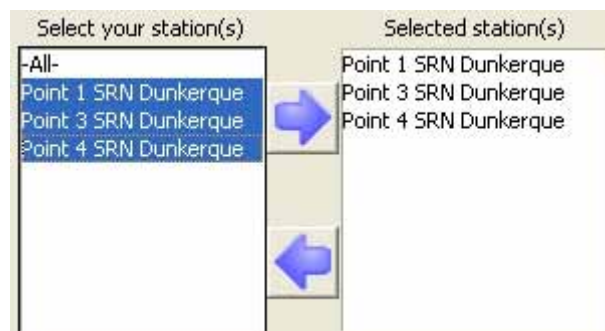 Select your station(s)
Selected station(s)
-All-
Point 1 SRN Dunkerque
Point 3 SRN Dunkerque
Point 4 SRN Dunkerque
Point 1 SRN Dunkerque
Point 3 SRN Dunkerque
Point 4 SRN Dunkerque